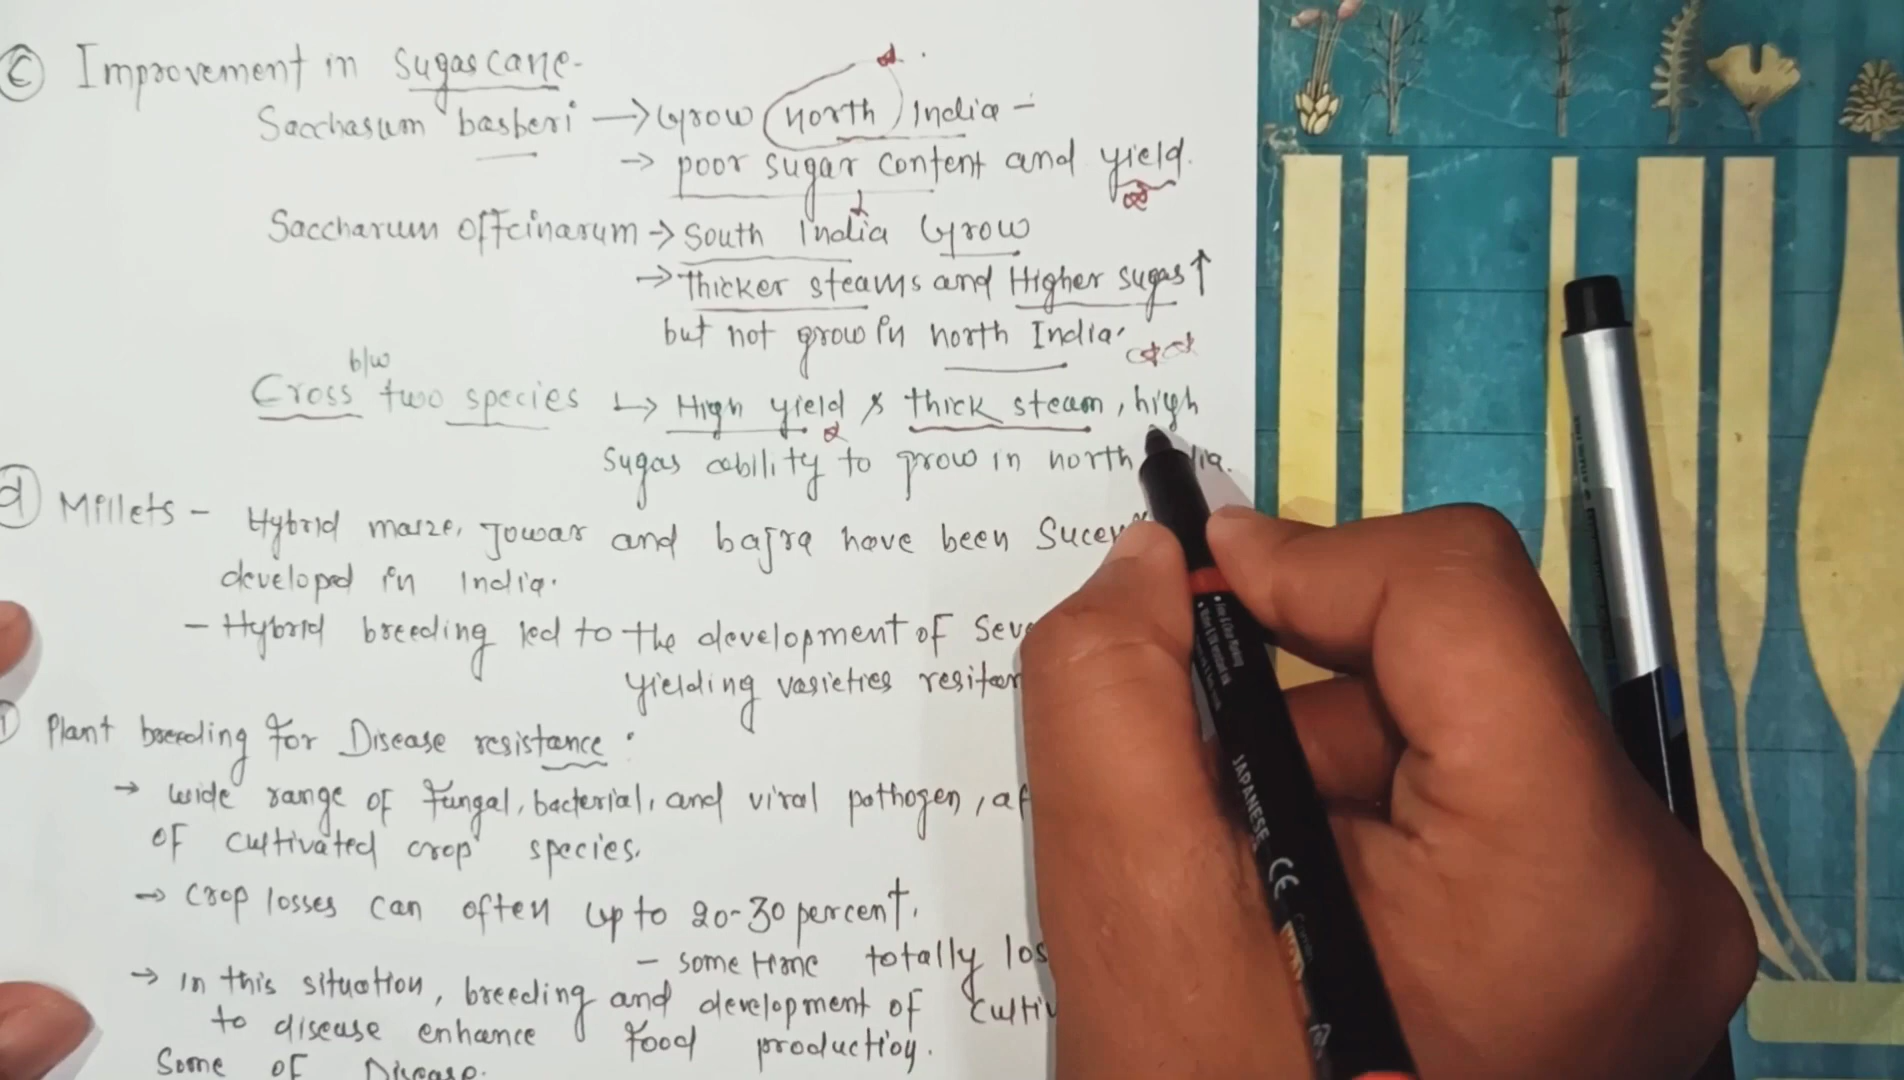 C Improvement in Sugarcane-
Saccharum barberi → Grow north India -
→ poor sugar content and yield.
Saccharum offcinarum → South India Grow
→ Thicker steams and Higher sugar ↑
but not grow in north India.
b/w
Cross two species ↳ High yield & thick steam, high
sugar ability to grow in north
d Millets - Hybrid maize, Jowar and bajra have been
developed in India.
- Hybrid breeding led to the development of
yielding varieties
Plant breeding for Disease resistance:
→ wide range of fungal, bacterial, and viral pathogen,
of cultivated crop species.
→ Crop losses can often up to 20-30 percent.
- some time totally
→ in this situation, breeding and development of
to disease enhance food production.
Some of Disease.
JAPANESE
CE